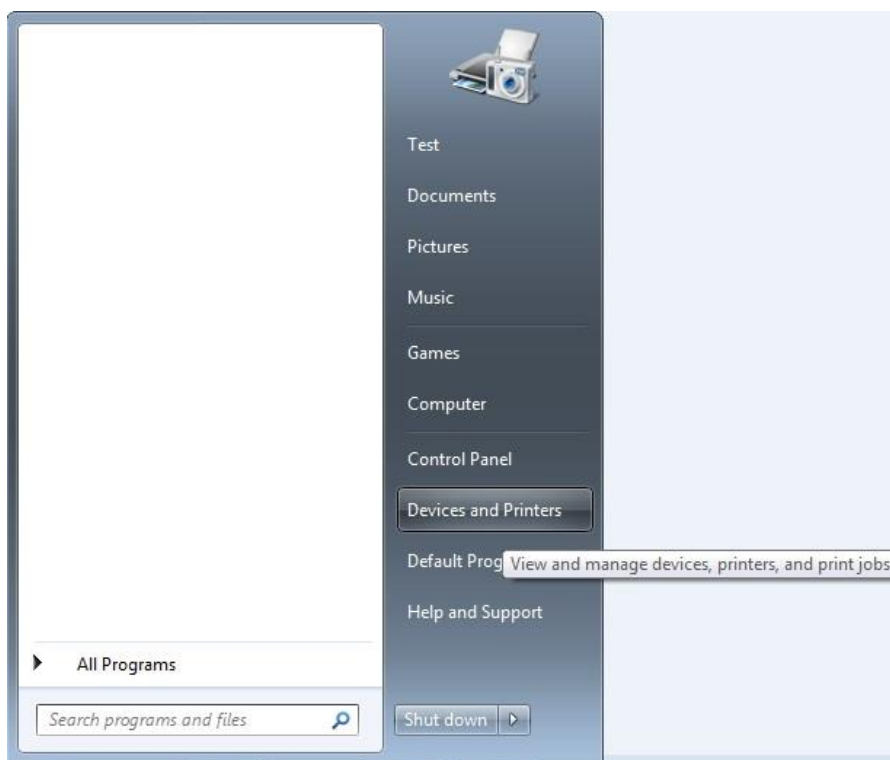 Test
Documents
Pictures
Music
Games
Computer
Control Panel
Devices and Printers
Default Prog
View and manage devices, printers, and print jobs
Help and Support
All Programs
Search programs and files
Shut down